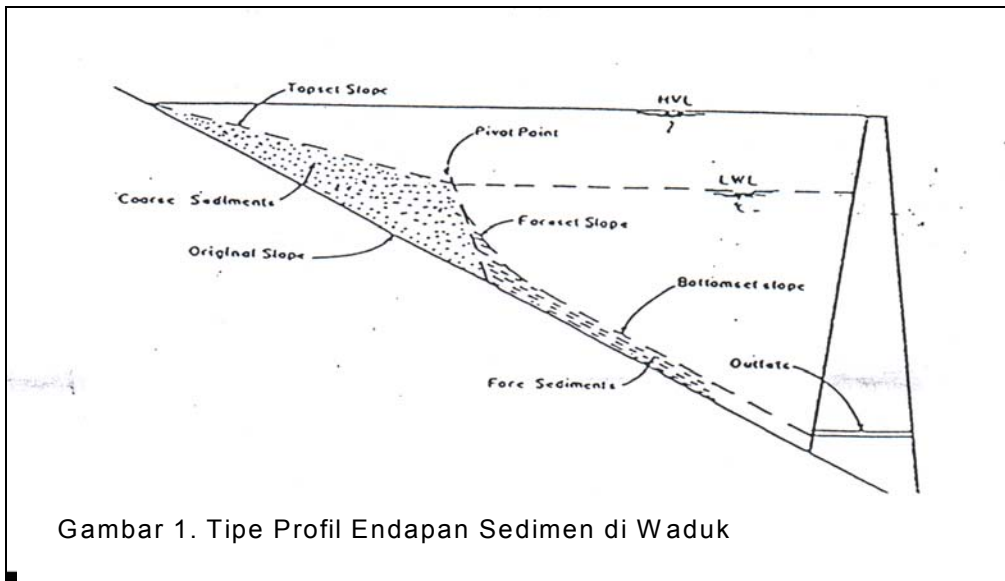 Topset Slope
HVL
Pivot Point
LWL
Coarse Sediments
Foreset Slope
Original Slope
Bottomset slope
Outlets
Fore Sediments
Gambar 1. Tipe Profil Endapan Sedimen di Waduk